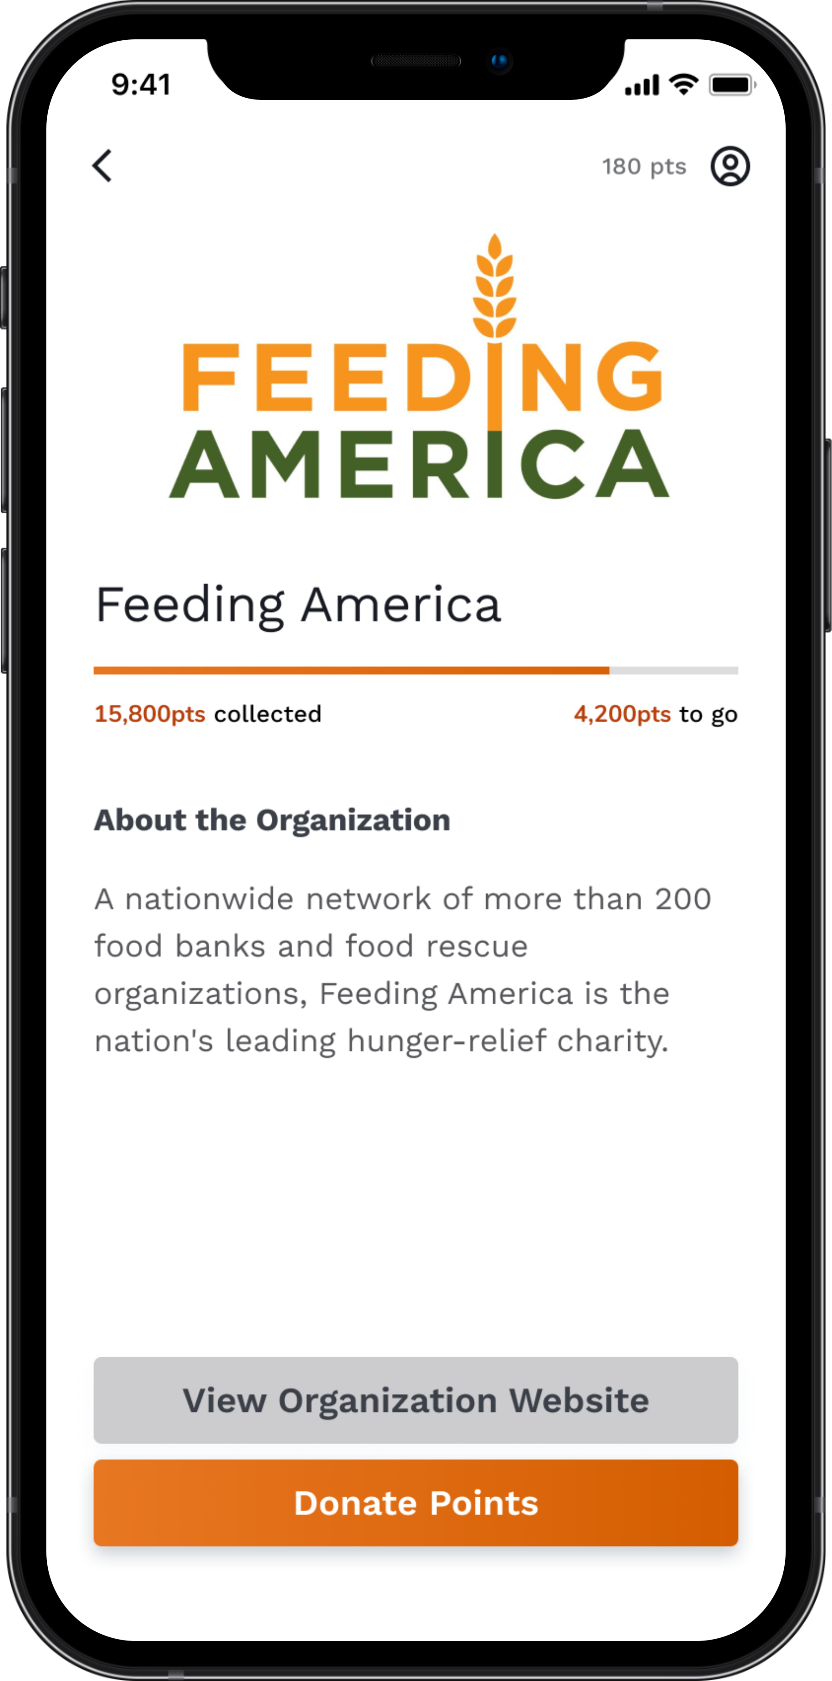 9:41
180 pts
FEEDING
AMERICA
Feeding America
15,800pts collected
4,200pts to go
About the Organization
A nationwide network of more than 200
food banks and food rescue
organizations, Feeding America is the
nation's leading hunger-relief charity.
View Organization Website
Donate Points